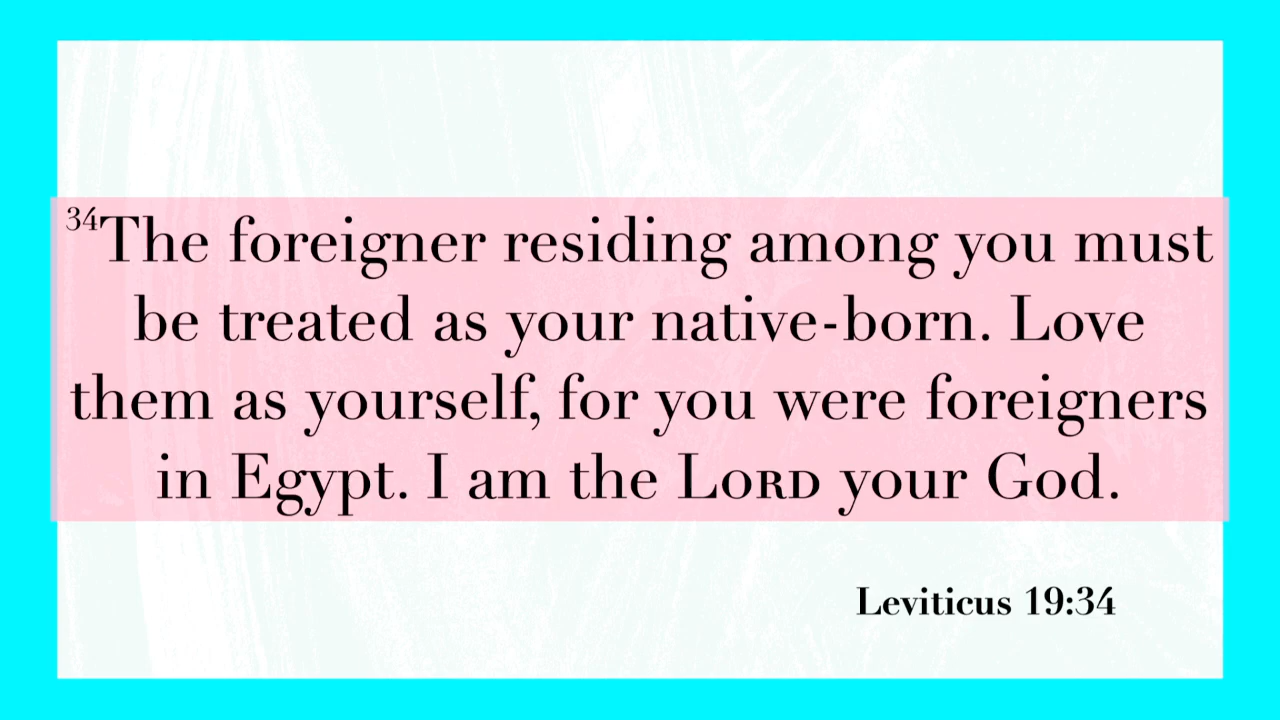 34The foreigner residing among you must
be treated as your native-born. Love
them as yourself, for you were foreigners
in Egypt. I am the LORD your God.
Leviticus 19:34